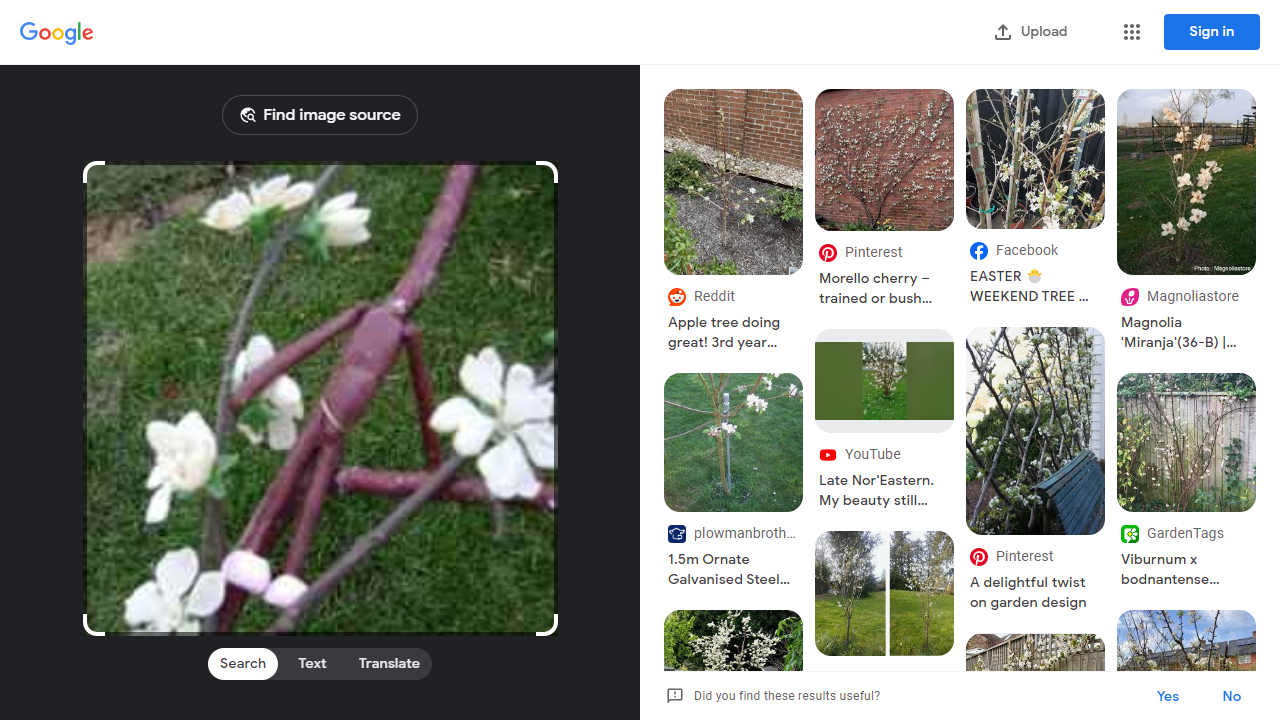 Google
Upload
Sign in
Find image source
Search
Text
Translate
Reddit
Apple tree doing
great! 3rd year...
plowmanbroth...
1.5m Ornate
Galvanised Steel...
Pinterest
Morello cherry –
trained or bush...
YouTube
Late Nor'Eastern.
My beauty still...
Facebook
EASTER 🐣
WEEKEND TREE ...
Pinterest
A delightful twist
on garden design
Photo : Magnoliastore
Magnoliastore
Magnolia
'Miranja'(36-B) |...
GardenTags
Viburnum x
bodnantense...
Did you find these results useful?
Yes
No